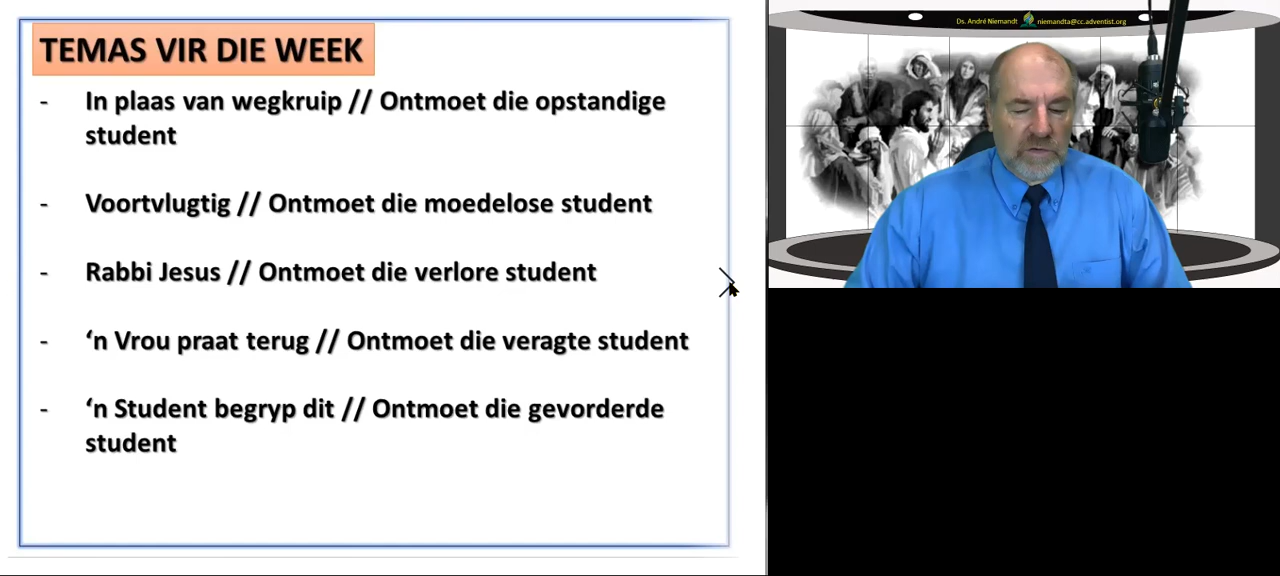 TEMAS VIR DIE WEEK
- In plaas van wegkruip // Ontmoet die opstandige
student
- Voortvlugtig // Ontmoet die moedelose student
- Rabbi Jesus // Ontmoet die verlore student
- ‘n Vrou praat terug // Ontmoet die veragte student
- ‘n Student begryp dit // Ontmoet die gevorderde
student
Ds. André Niemandt niemandta@cc.adventist.org